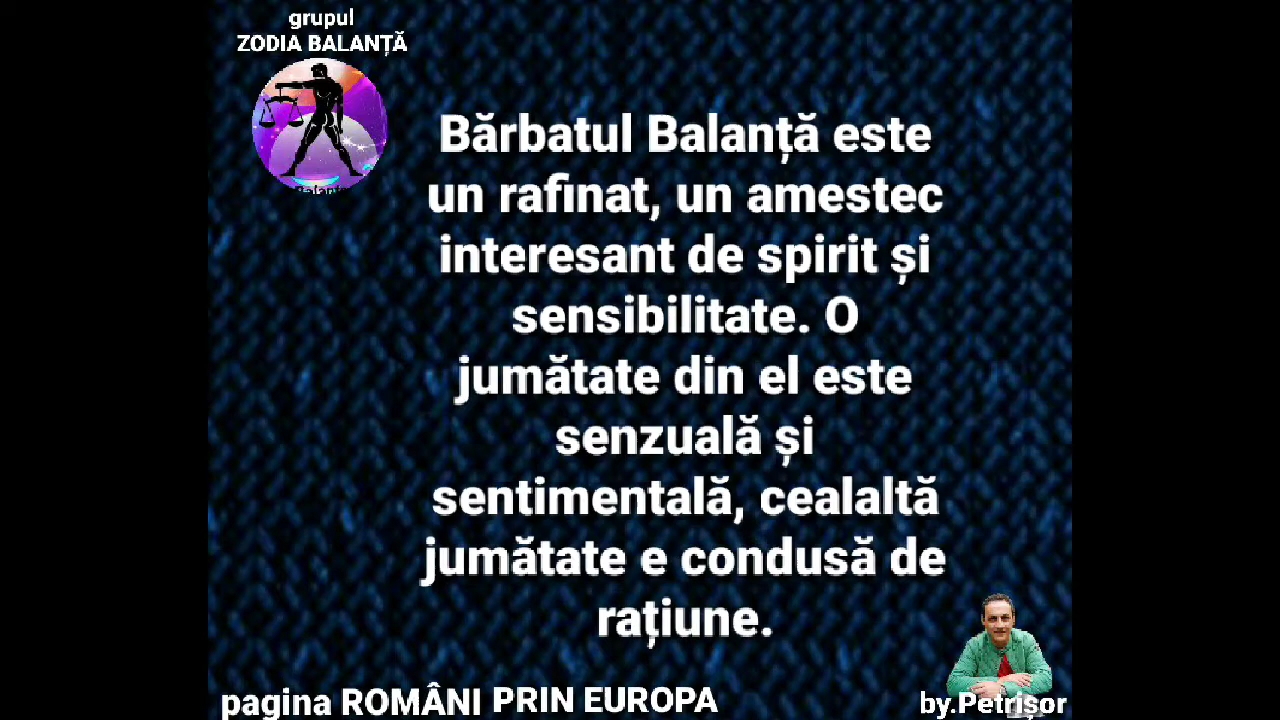 grupul
ZODIA BALANȚĂ
Bărbatul Balanță este
un rafinat, un amestec
interesant de spirit și
sensibilitate. O
jumătate din el este
senzuală și
sentimentală, cealaltă
jumătate e condusă de
rațiune.
pagina ROMÂNI PRIN EUROPA
by.Petrișor